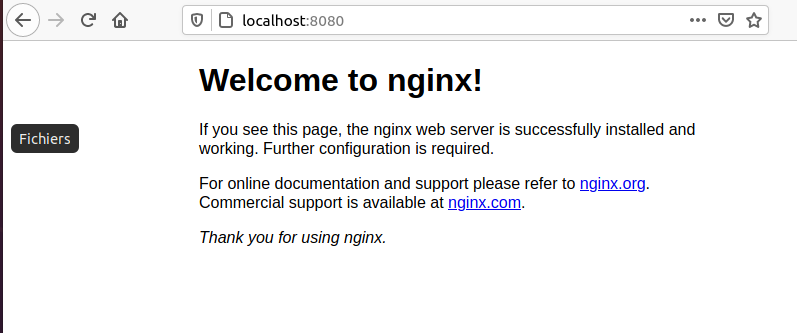 localhost:8080
Welcome to nginx!
Fichiers
If you see this page, the nginx web server is successfully installed and
working. Further configuration is required.
For online documentation and support please refer to nginx.org.
Commercial support is available at nginx.com.
Thank you for using nginx.